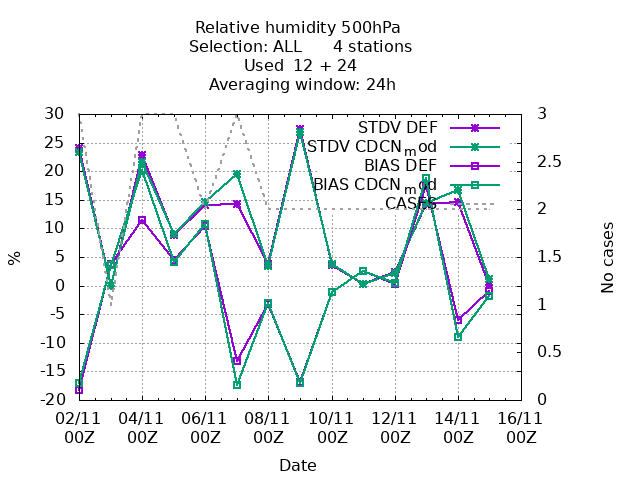 Relative humidity 500hPa
Selection: ALL 4 stations
Used 12 + 24
Averaging window: 24h
30
25
20
15
10
5
0
-5
-10
-15
-20
%
3
2.5
2
1.5
1
0.5
0
No cases
STDV DEF
STDV CDCNmod
BIAS DEF
BIAS CDCNmod
CASES
02/11 04/11 06/11 08/11 10/11 12/11 14/11 16/11
00Z 00Z 00Z 00Z 00Z 00Z 00Z 00Z
Date